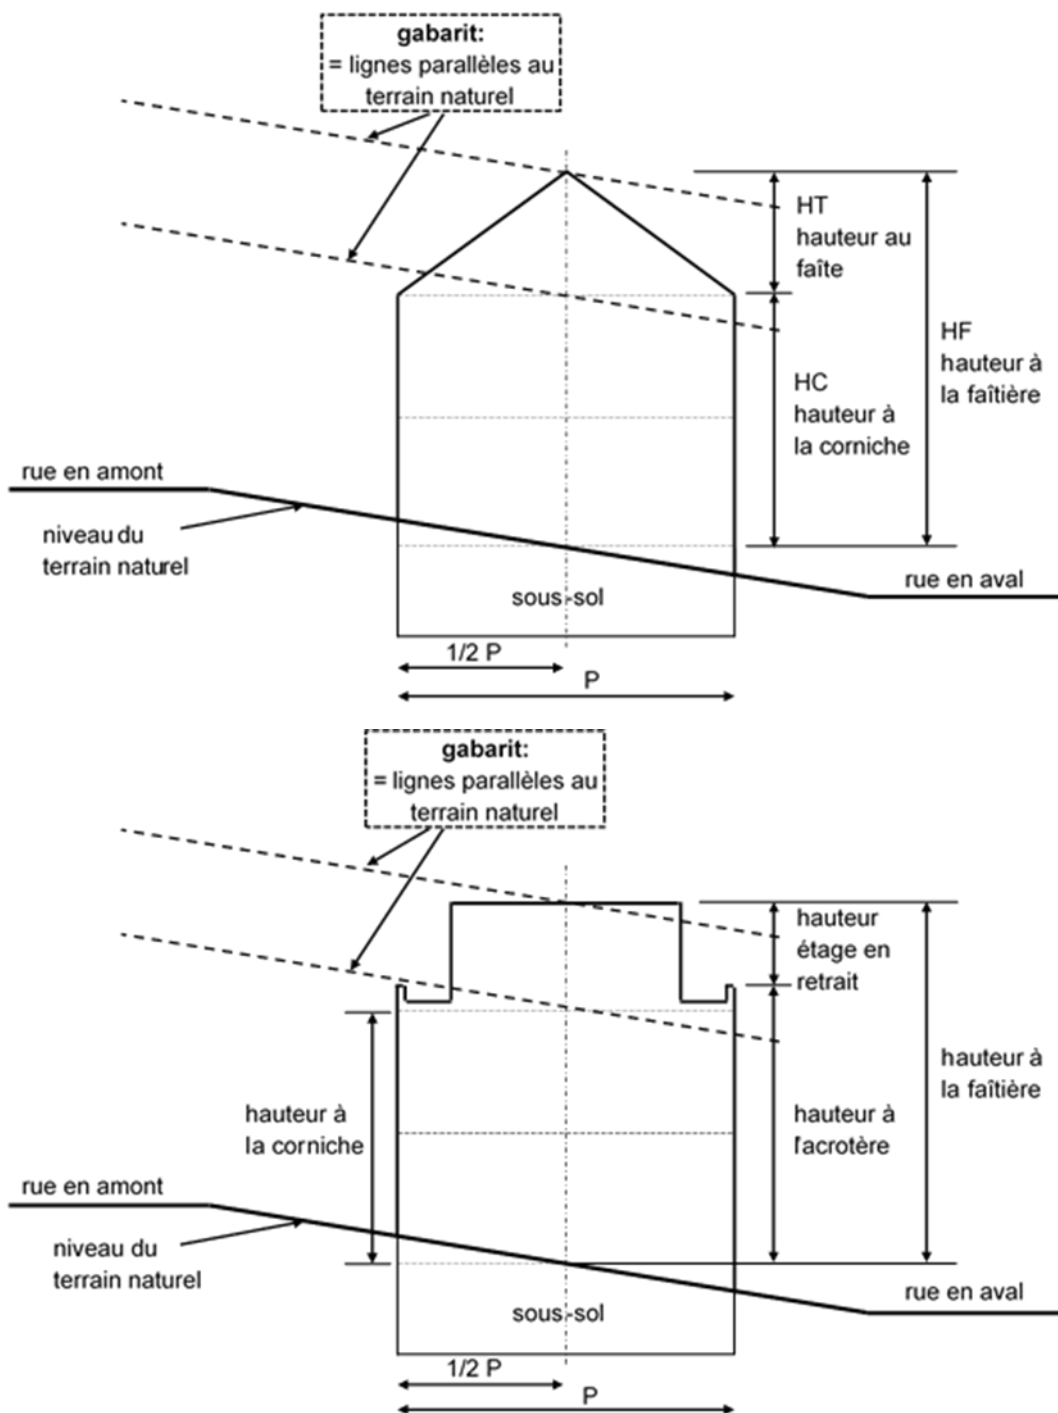 gabarit:
= lignes parallèles au
terrain naturel
HT
hauteur au
faîte
HF
hauteur à
la faîtière
HC
hauteur à
la corniche
rue en amont
niveau du
terrain naturel
rue en aval
sous-sol
1/2 P
P
gabarit:
= lignes parallèles au
terrain naturel
hauteur
étage en
retrait
hauteur à
la faîtière
hauteur à
la corniche
hauteur à
l'acrotère
rue en amont
niveau du
terrain naturel
rue en aval
sous-sol
1/2 P
P